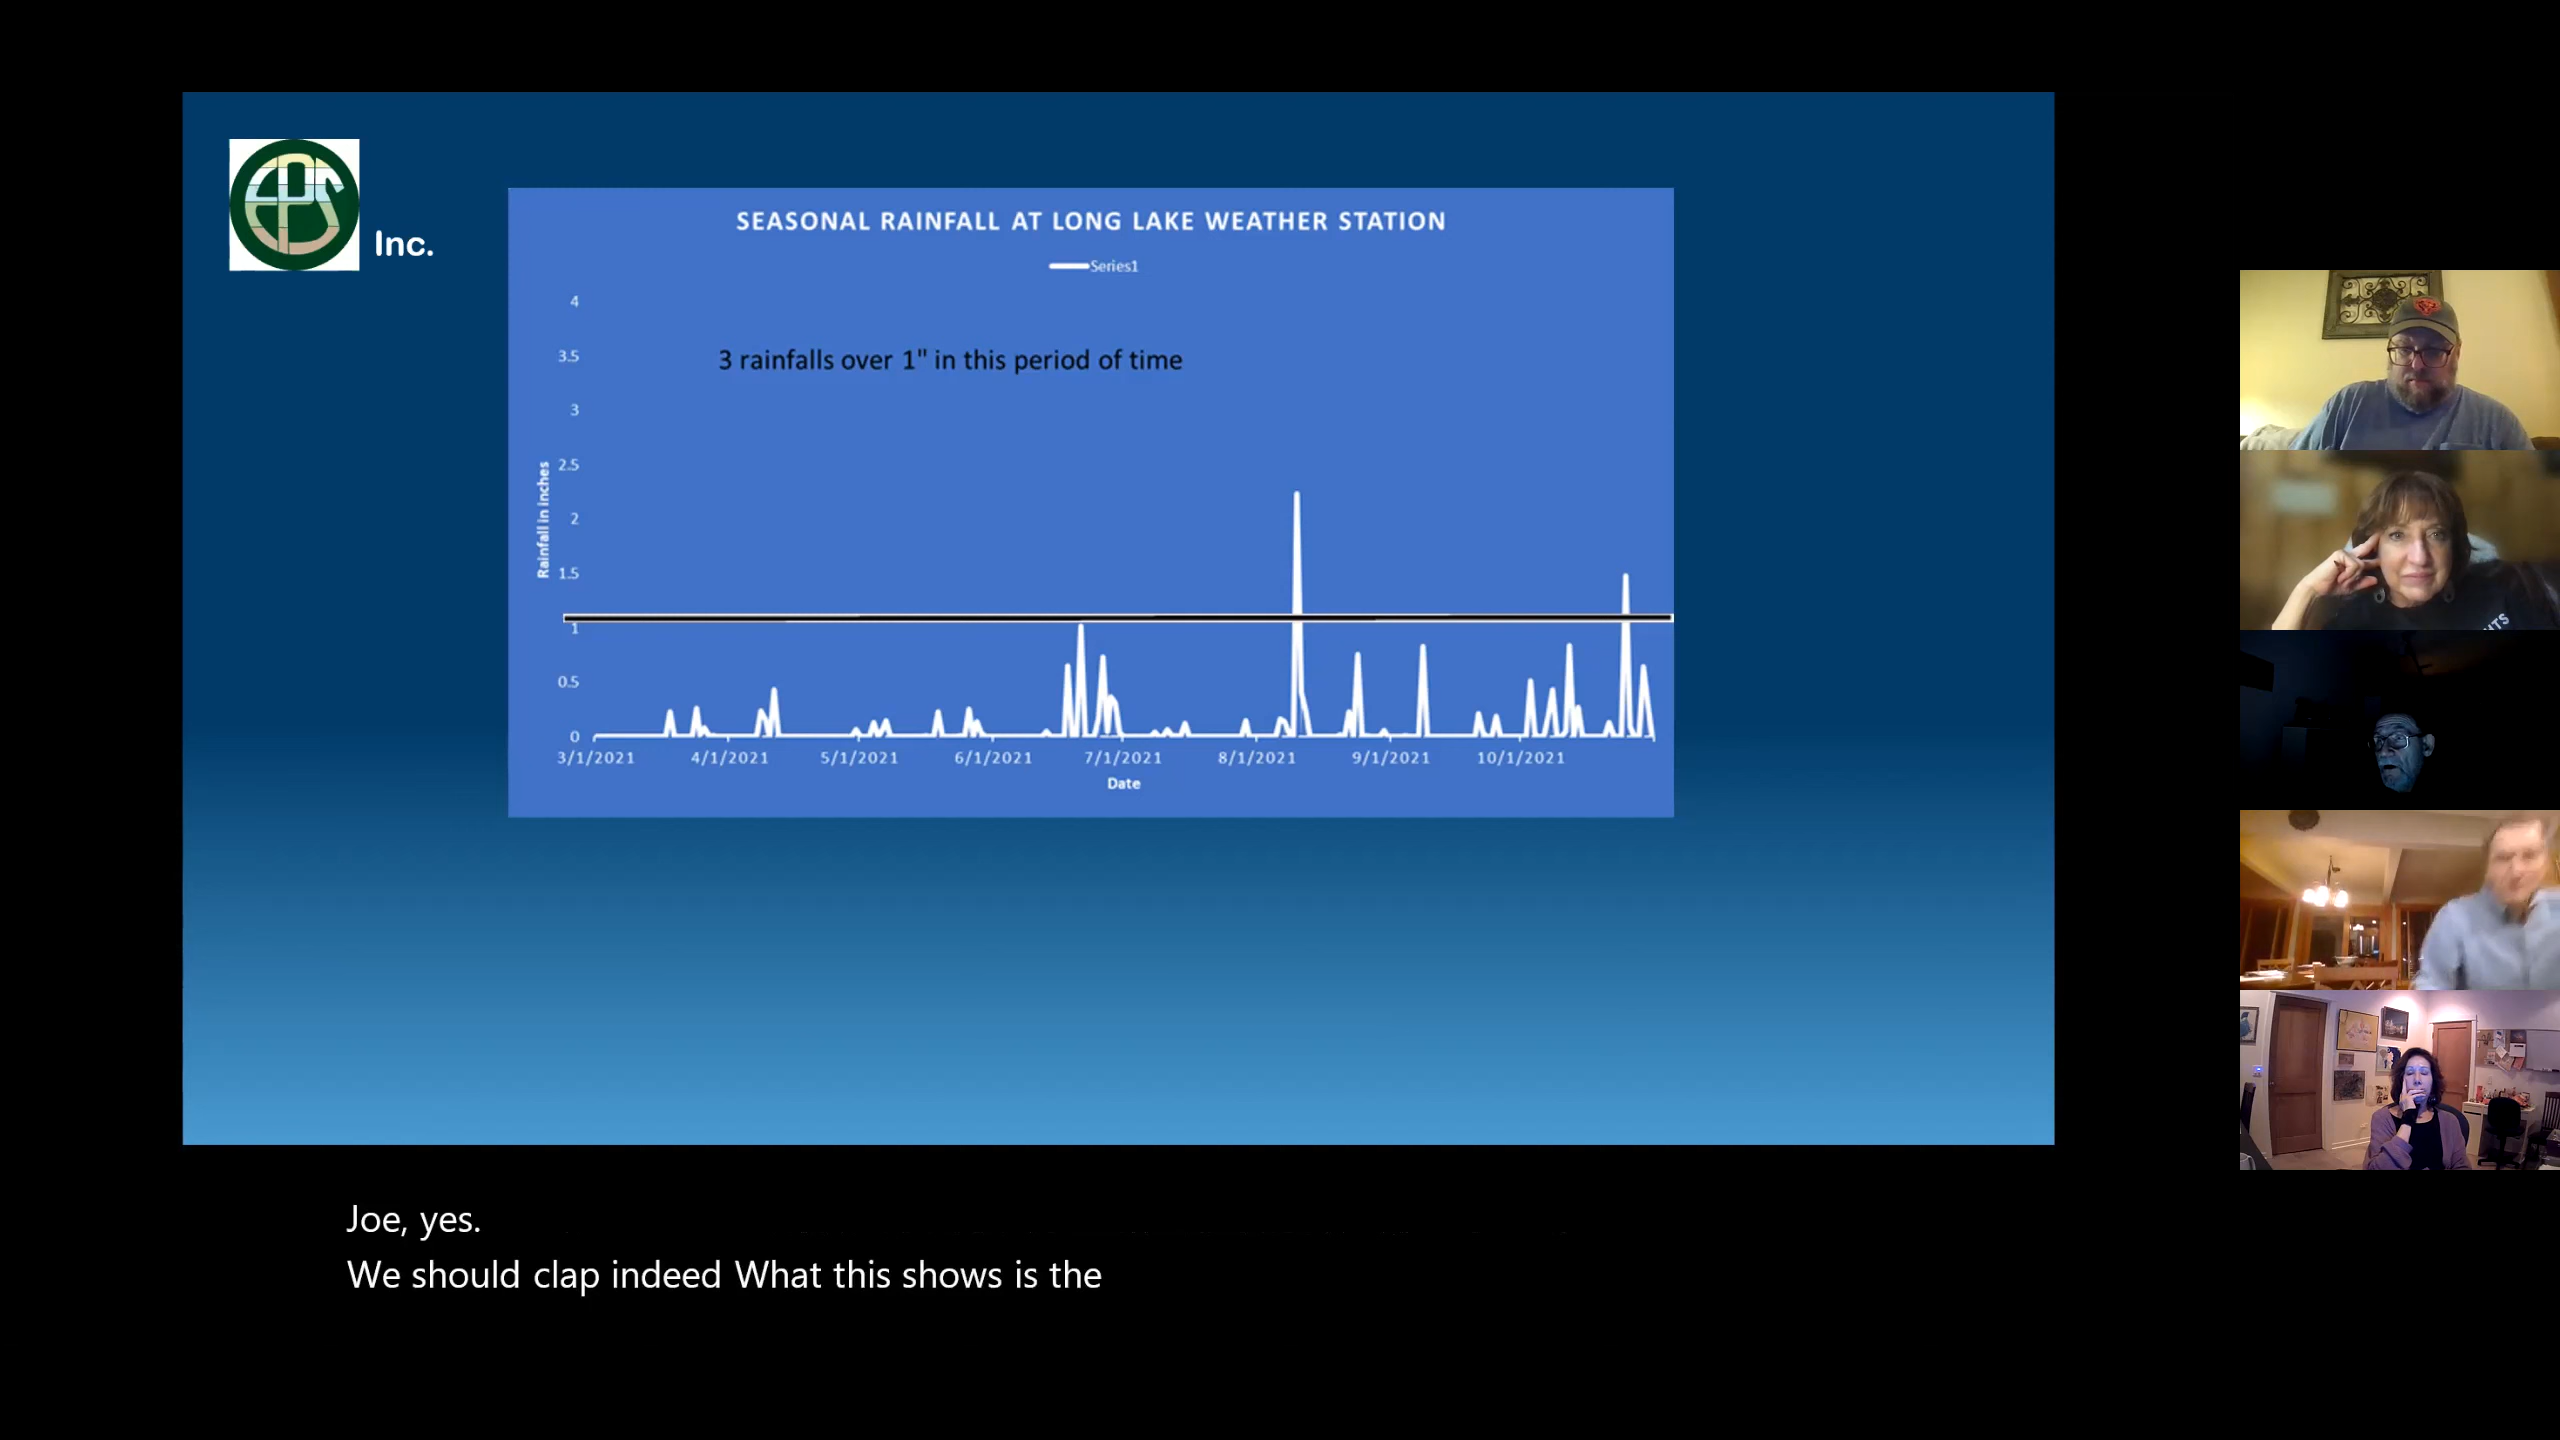 EPS
Inc.
SEASONAL RAINFALL AT LONG LAKE WEATHER STATION
Series1
3 rainfalls over 1" in this period of time
Rainfall in inches
4
3.5
3
2.5
2
1.5
1
0.5
0
3/1/2021 4/1/2021 5/1/2021 6/1/2021 7/1/2021 8/1/2021 9/1/2021 10/1/2021
Date
Joe, yes.
We should clap indeed What this shows is the